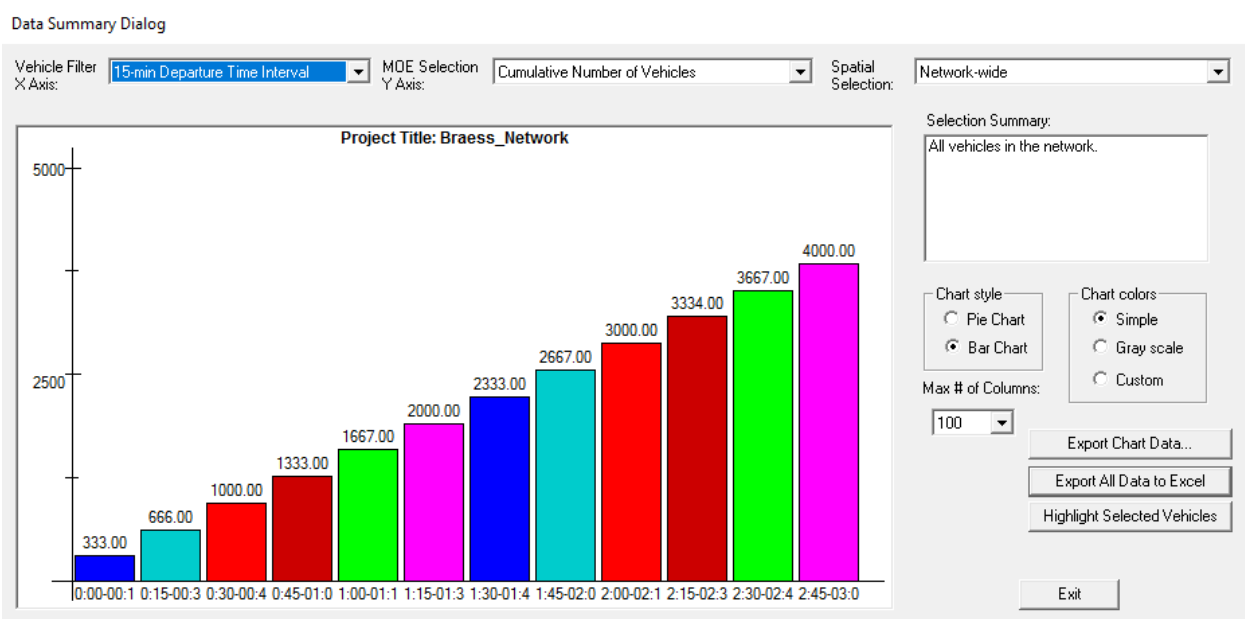 Data Summary Dialog
Vehicle Filter
X Axis:
15-min Departure Time Interval
MOE Selection
Y Axis:
Cumulative Number of Vehicles
Spatial
Selection:
Network-wide
Project Title: Braess_Network
5000
2500
333.00
666.00
1000.00
1333.00
1667.00
2000.00
2333.00
2667.00
3000.00
3334.00
3667.00
4000.00
0:00-00:1 0:15-00:3 0:30-00:4 0:45-01:0 1:00-01:1 1:15-01:3 1:30-01:4 1:45-02:0 2:00-02:1 2:15-02:3 2:30-02:4 2:45-03:0
Selection Summary:
All vehicles in the network.
Chart style
Pie Chart
Bar Chart
Chart colors
Simple
Gray scale
Custom
Max # of Columns:
100
Export Chart Data...
Export All Data to Excel
Highlight Selected Vehicles
Exit